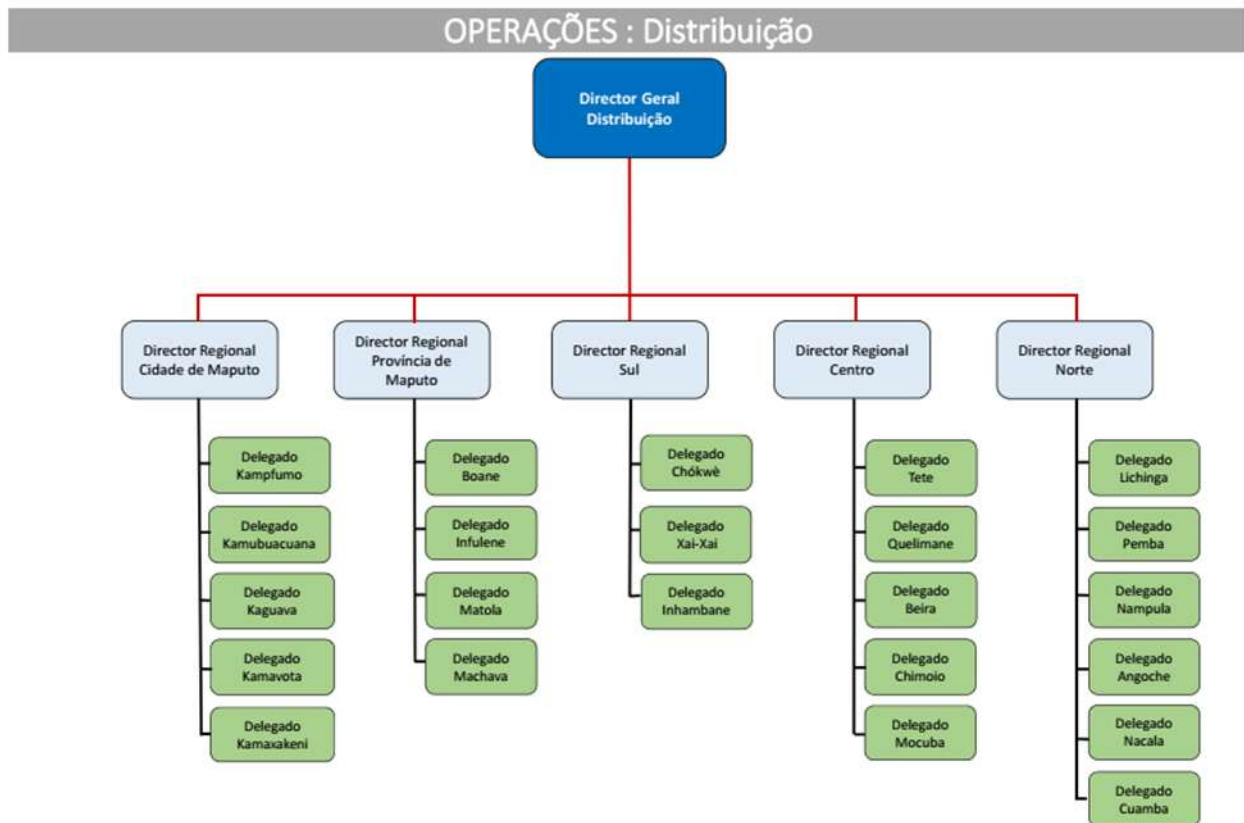 OPERAÇÕES : Distribuição
Director Geral
Distribuição
Director Regional
Cidade de Maputo
Director Regional
Província de
Maputo
Director Regional
Sul
Director Regional
Centro
Director Regional
Norte
Delegado
Kampfumo
Delegado
Kamubuacuana
Delegado
Kaguava
Delegado
Kamavota
Delegado
Kamaxakeni
Delegado
Boane
Delegado
Infulene
Delegado
Matola
Delegado
Machava
Delegado
Chókwè
Delegado
Xai-Xai
Delegado
Inhambane
Delegado
Tete
Delegado
Quelimane
Delegado
Beira
Delegado
Chimoio
Delegado
Mocuba
Delegado
Lichinga
Delegado
Pemba
Delegado
Nampula
Delegado
Angoche
Delegado
Nacala
Delegado
Cuamba